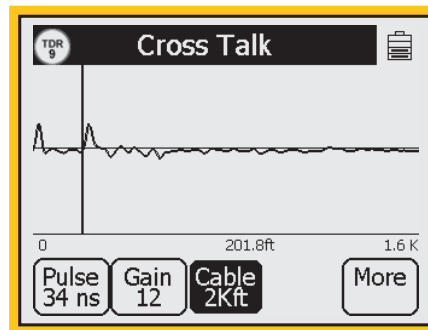 TDR
9
Cross Talk
0 201.8ft 1.6 K
Pulse
34 ns
Gain
12
Cable
2Kft
More